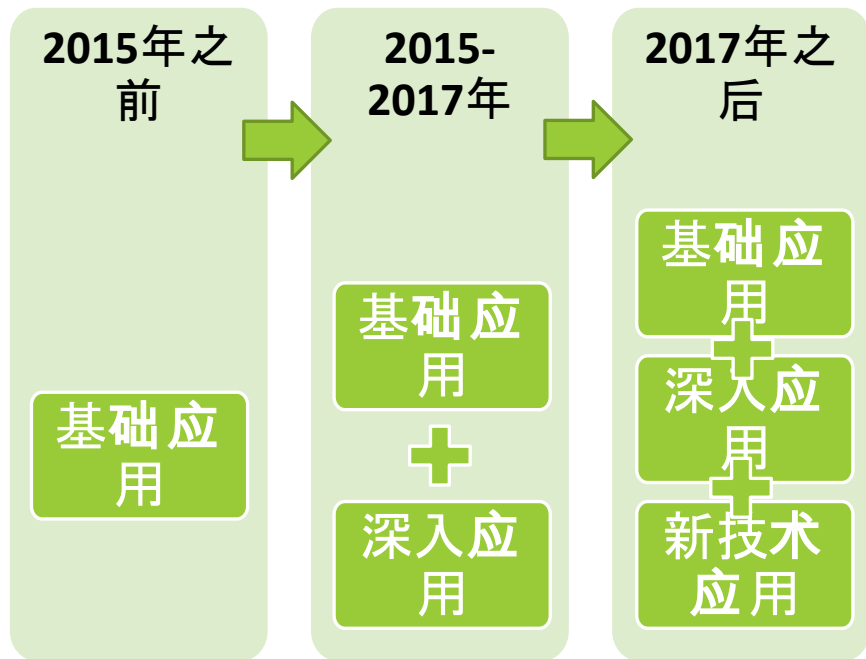 2015年之
前
基础应
用
2015-
2017年
基础应
用
深入应
用
2017年之
后
基础应
用
深入应
用
新技术
应用